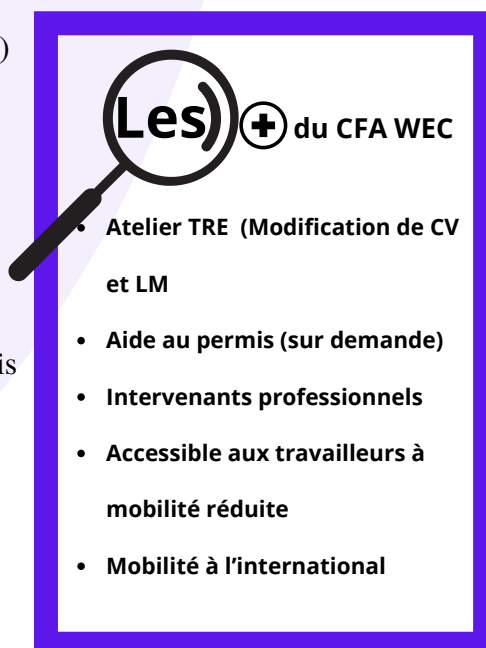 )
Les + du CFA WEC
• Atelier TRE (Modification de CV
et LM
• Aide au permis (sur demande)
is
• Intervenants professionnels
• Accessible aux travailleurs à
mobilité réduite
• Mobilité à l’international